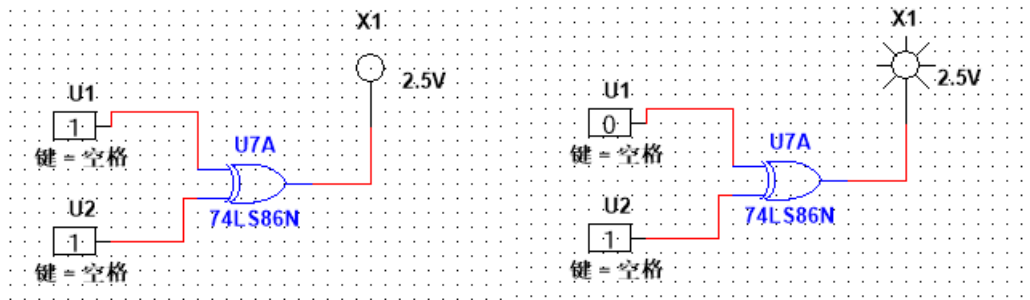 X1
2.5V
U1
1
键 = 空格
U7A
74LS86N
U2
1
键 = 空格
X1
2.5V
U1
0
键 = 空格
U7A
74LS86N
U2
1
键 = 空格